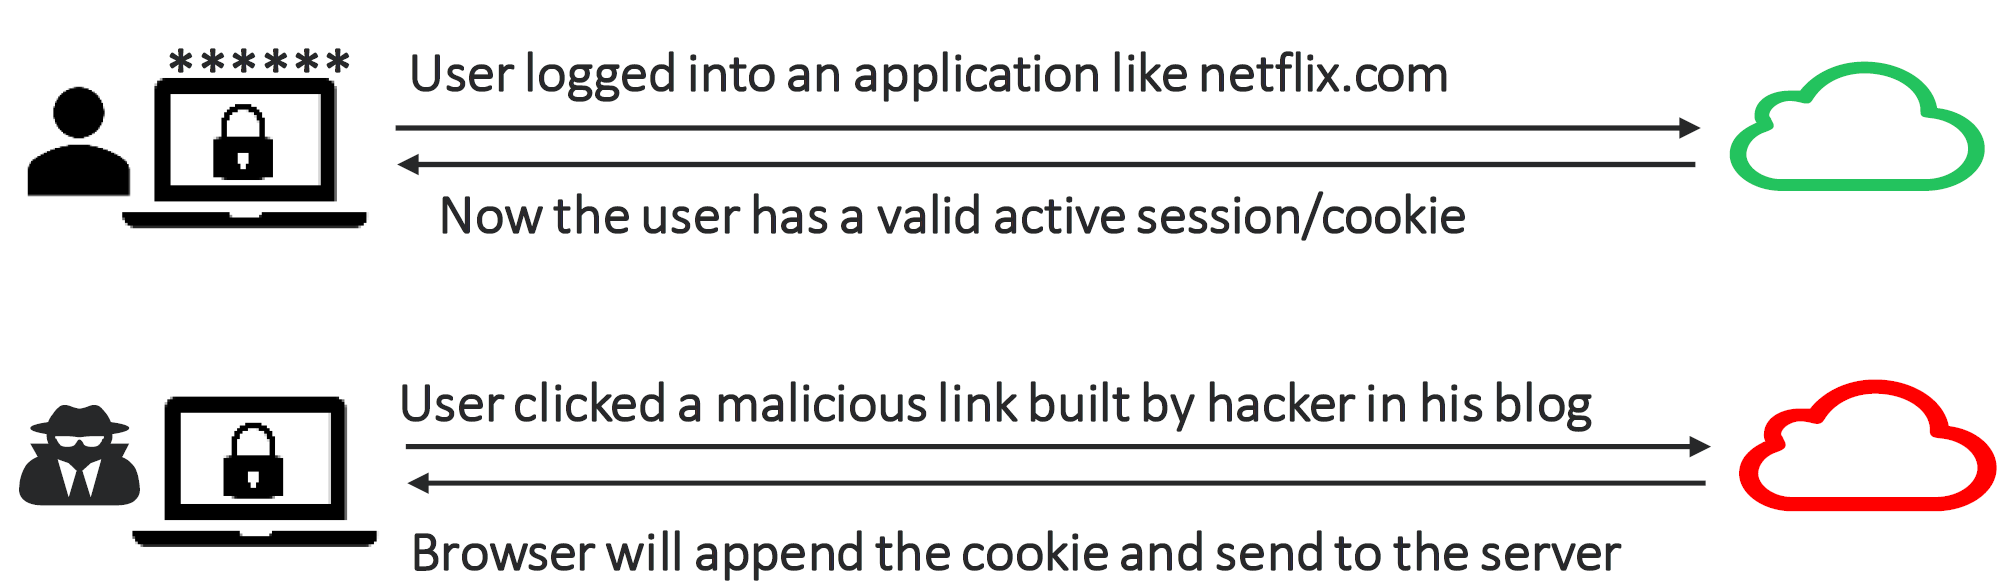 ******
User logged into an application like netflix.com
Now the user has a valid active session/cookie
User clicked a malicious link built by hacker in his blog
Browser will append the cookie and send to the server